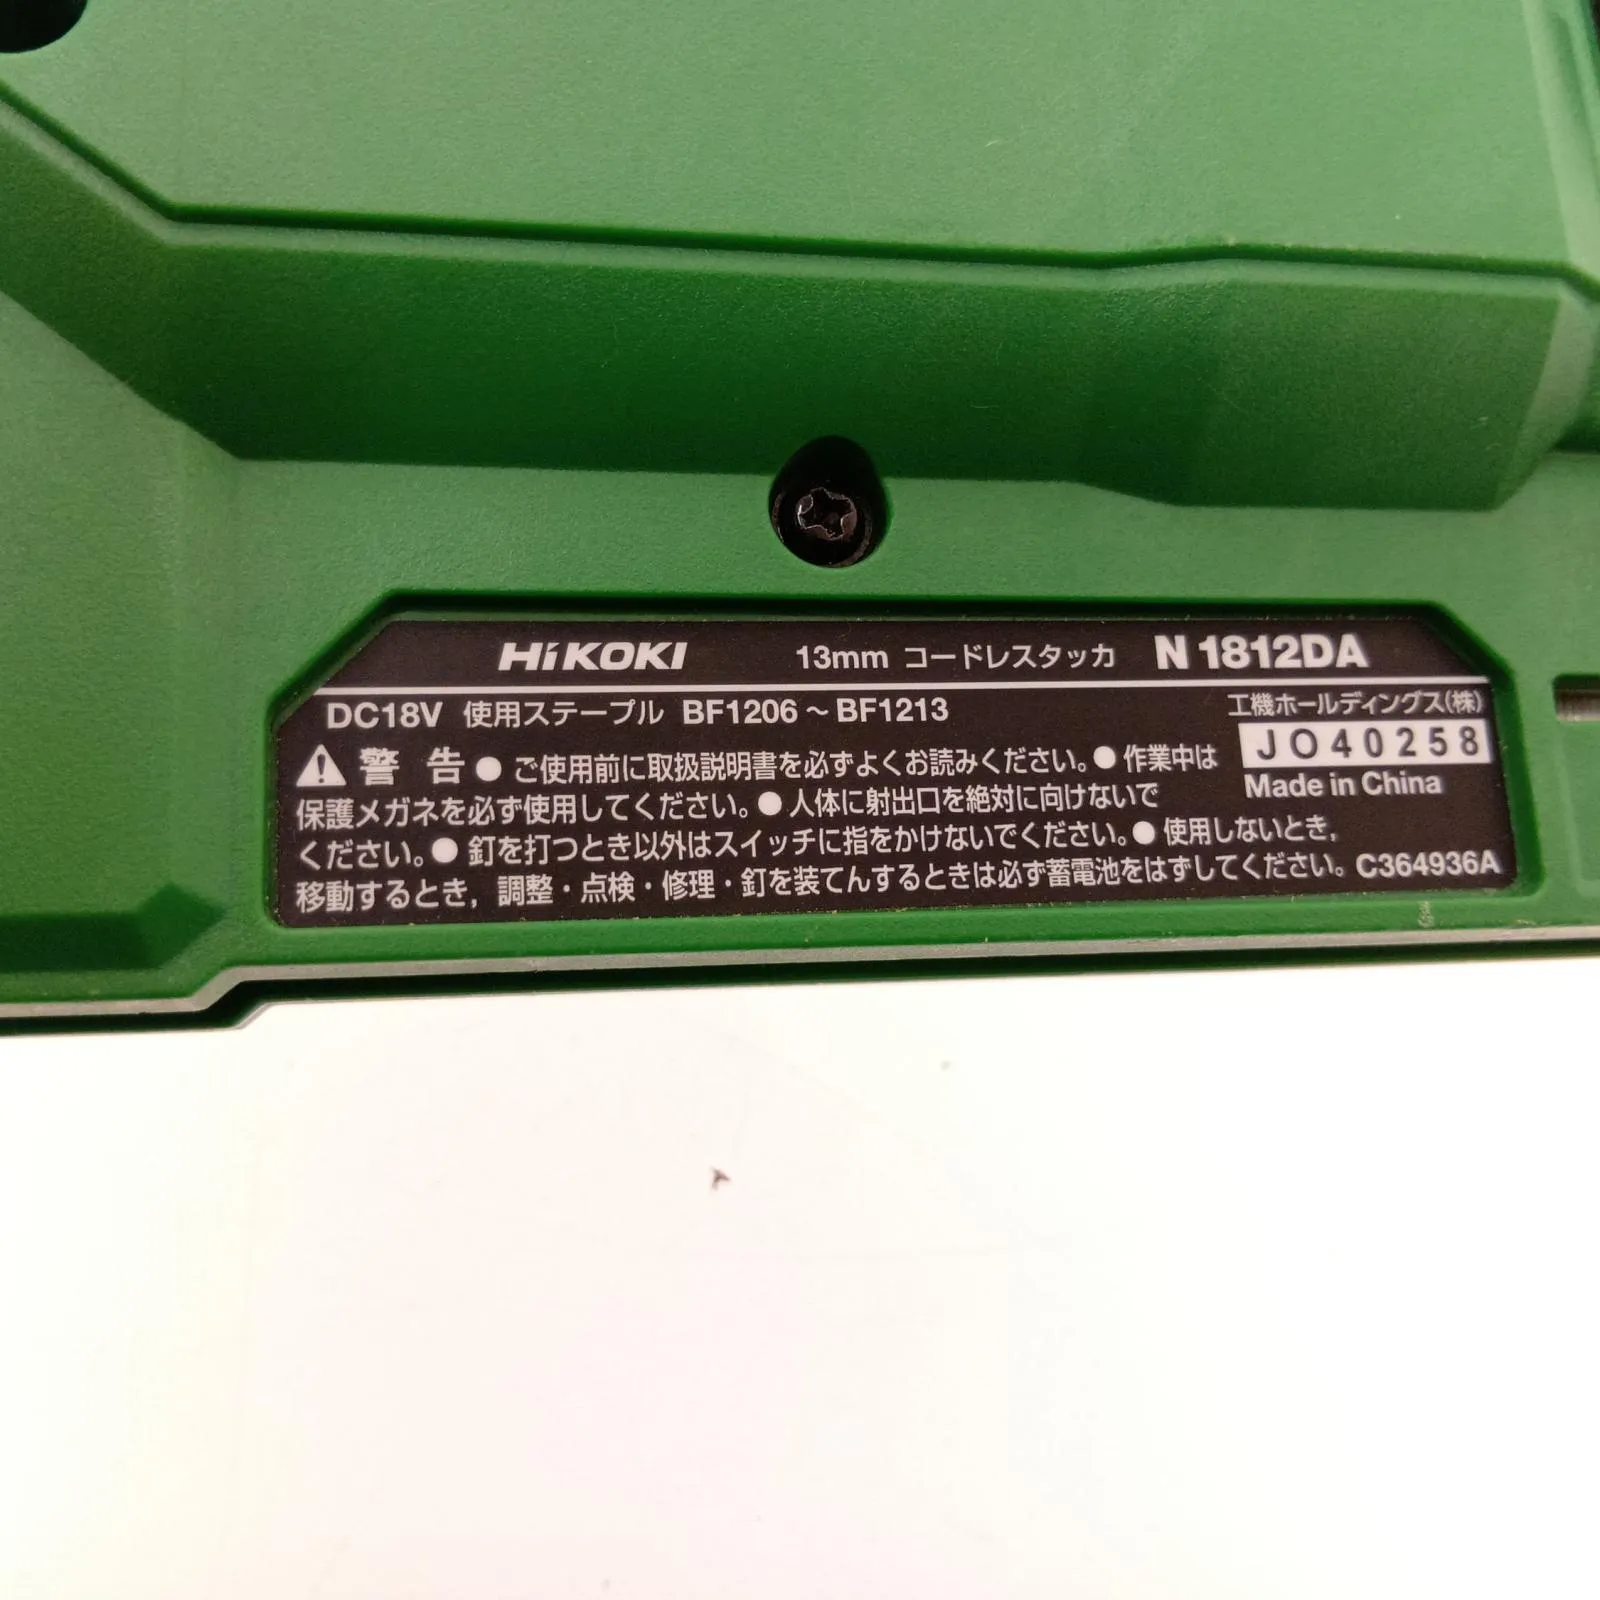 HiKOKI 13mm コードレスタッカ N 1812DA
DC18V 使用ステープル BF1206～BF1213
工機ホールディングス(株)
JO40258
Made in China
警告 ●ご使用前に取扱説明書を必ずよくお読みください。●作業中は
保護メガネを必ず使用してください。●人体に射出口を絶対に向けないで
ください。●釘を打つとき以外はスイッチに指をかけないでください。●使用しないとき,
移動するとき, 調整・点検・修理・釘を装てんするときは必ず蓄電池をはずしてください。 C364936A